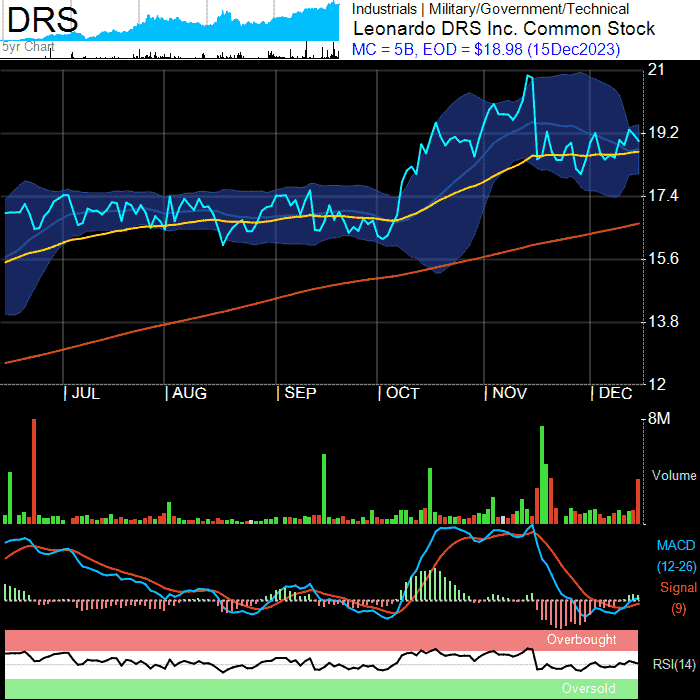 DRS
5yr Chart
Industrials | Military/Government/Technical
Leonardo DRS Inc. Common Stock
MC = 5B, EOD = $18.98 (15Dec2023)
21
19.2
17.4
15.6
13.8
12
| JUL | AUG | SEP | OCT | NOV | DEC
8M
Volume
MACD
(12-26)
Signal
(9)
Overbought
RSI(14)
Oversold